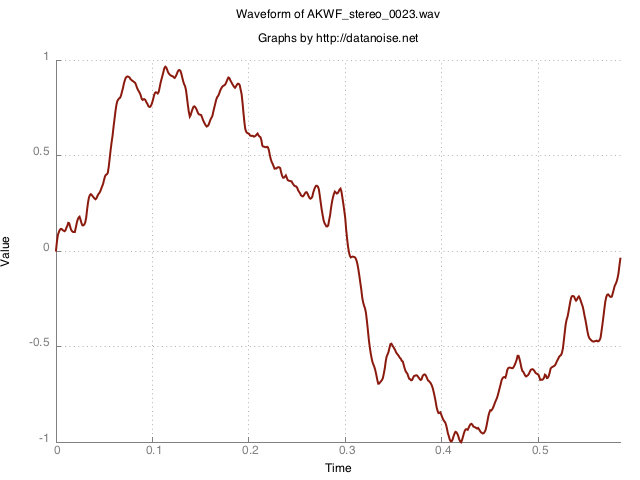 Waveform of AKWF_stereo_0023.wav
Graphs by http://datanoise.net
1
0.5
0
-0.5
-1
Value
0 0.1 0.2 0.3 0.4 0.5
Time